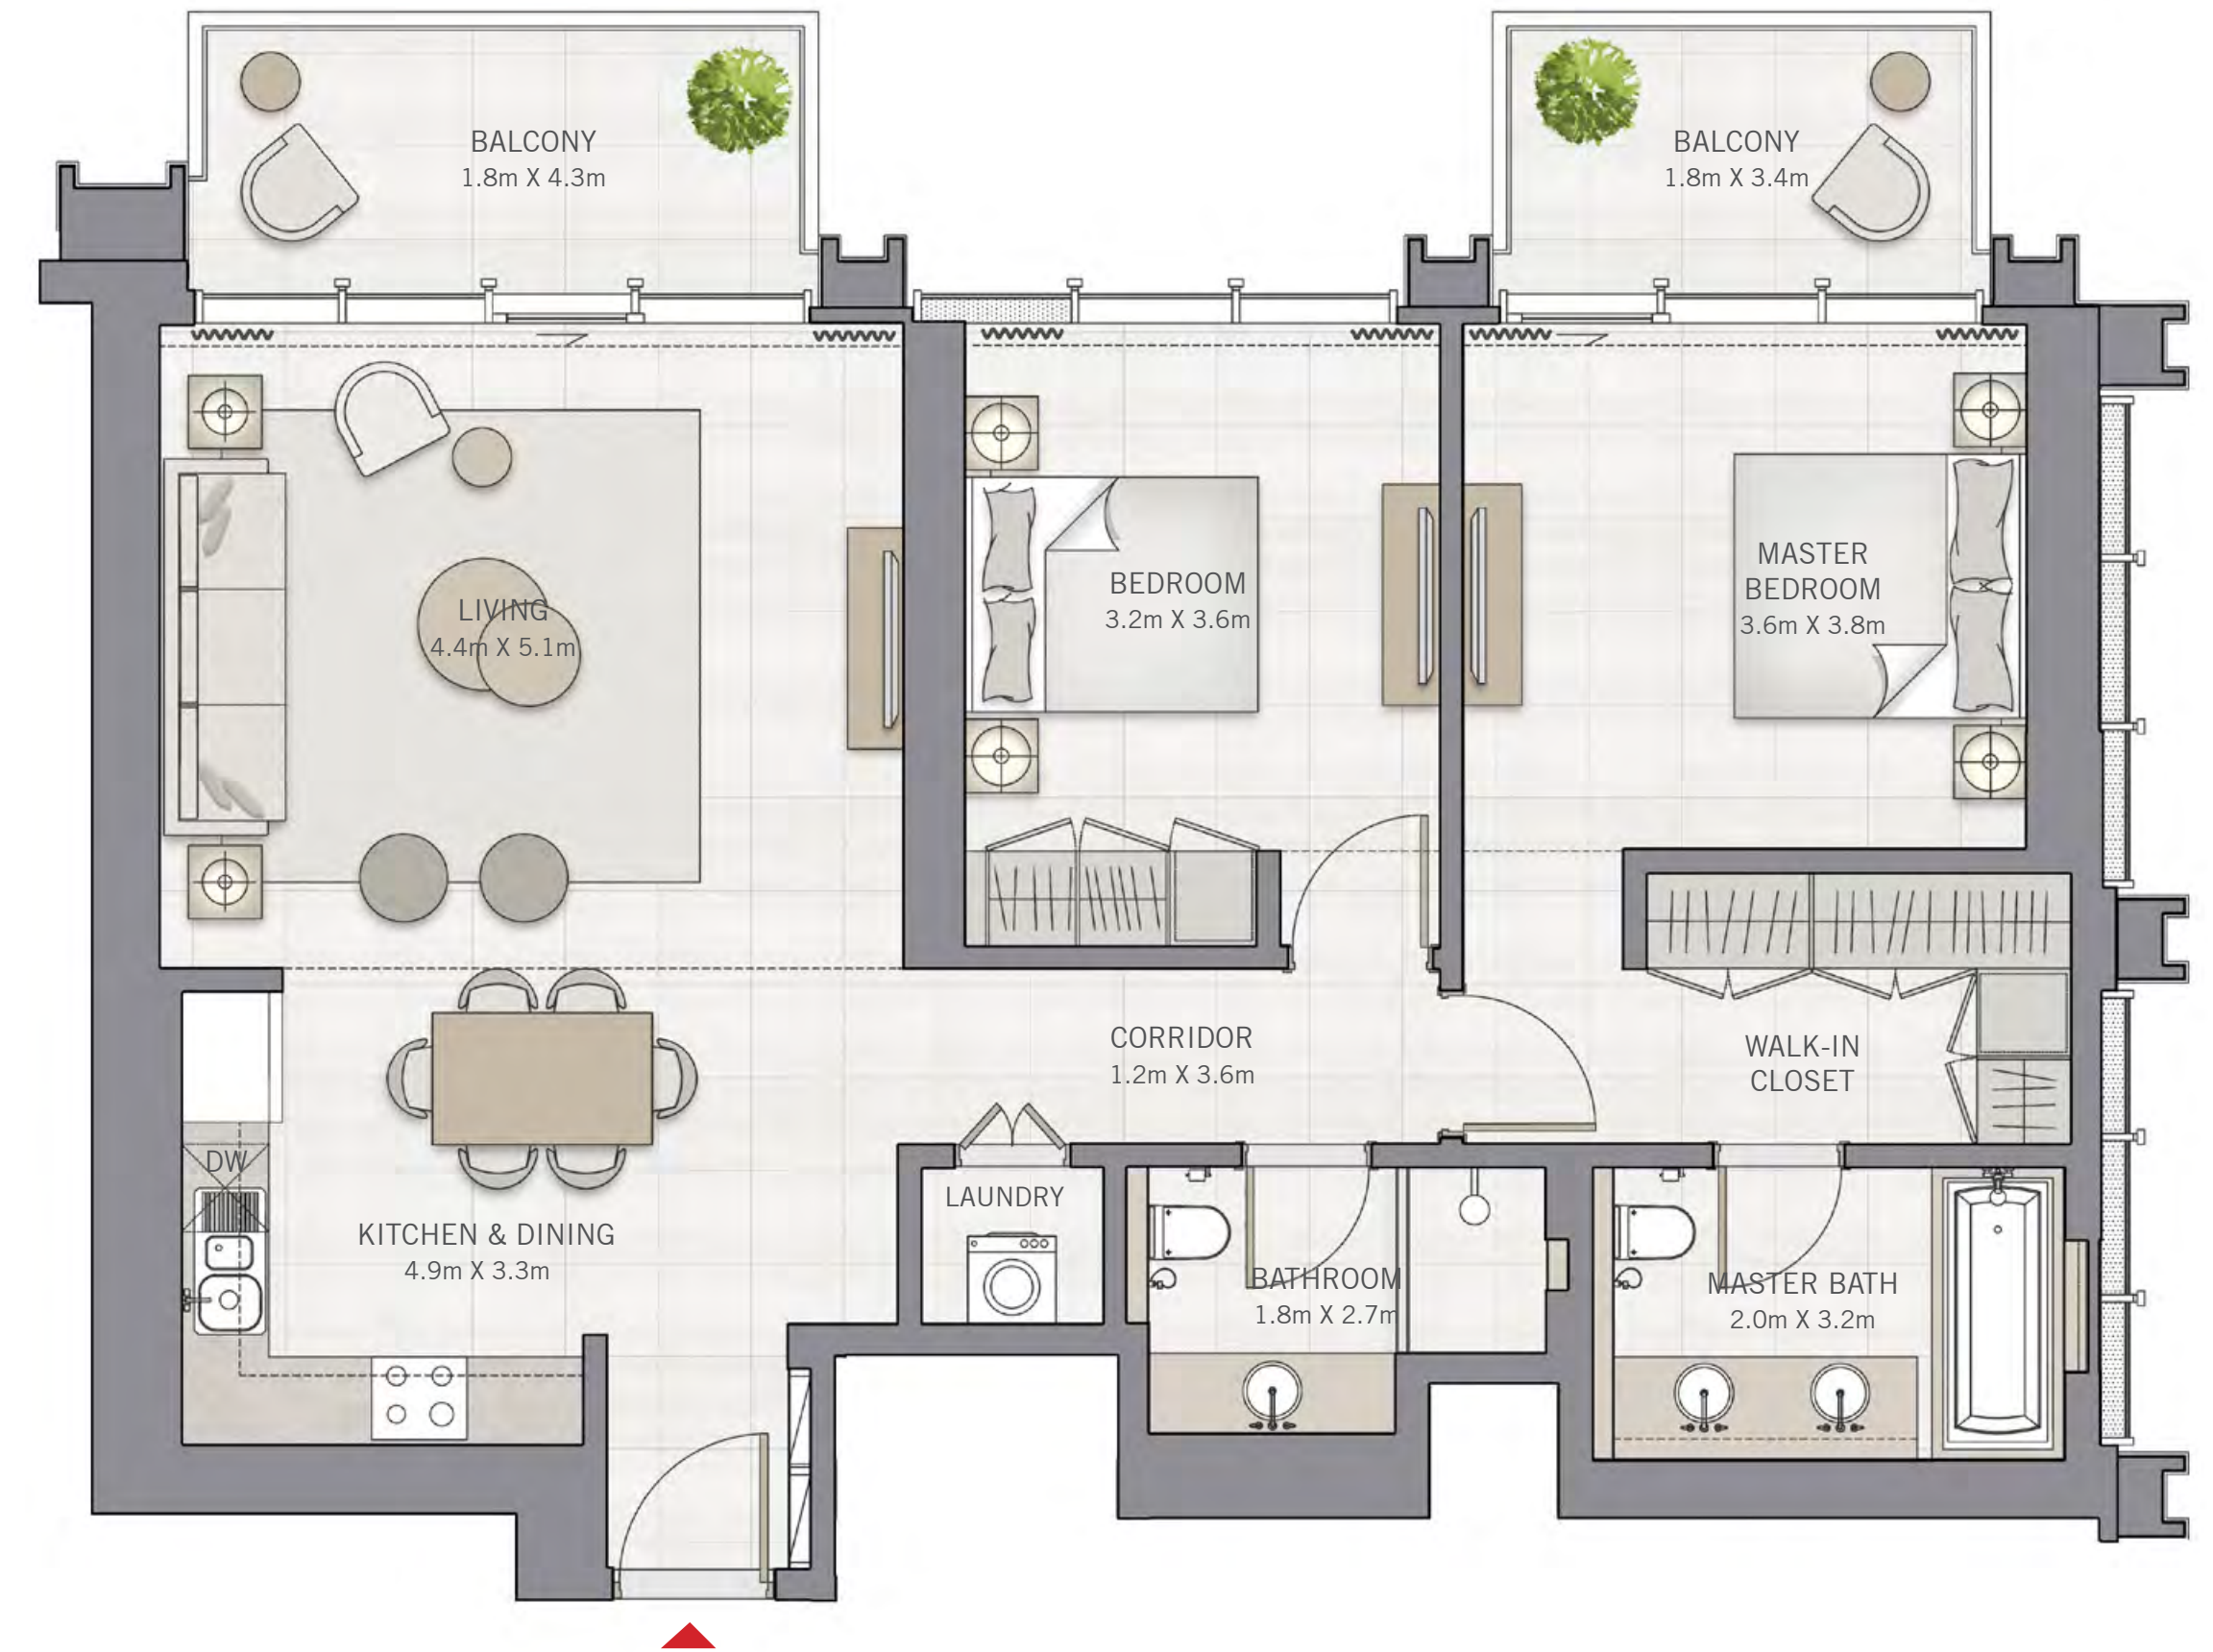 BALCONY
1.8m X 4.3m
BALCONY
1.8m X 3.4m
LIVING
4.4m X 5.1m
BEDROOM
3.2m X 3.6m
MASTER
BEDROOM
3.6m X 3.8m
CORRIDOR
1.2m X 3.6m
WALK-IN
CLOSET
DW
KITCHEN & DINING
4.9m X 3.3m
LAUNDRY
BATHROOM
1.8m X 2.7m
MASTER BATH
2.0m X 3.2m